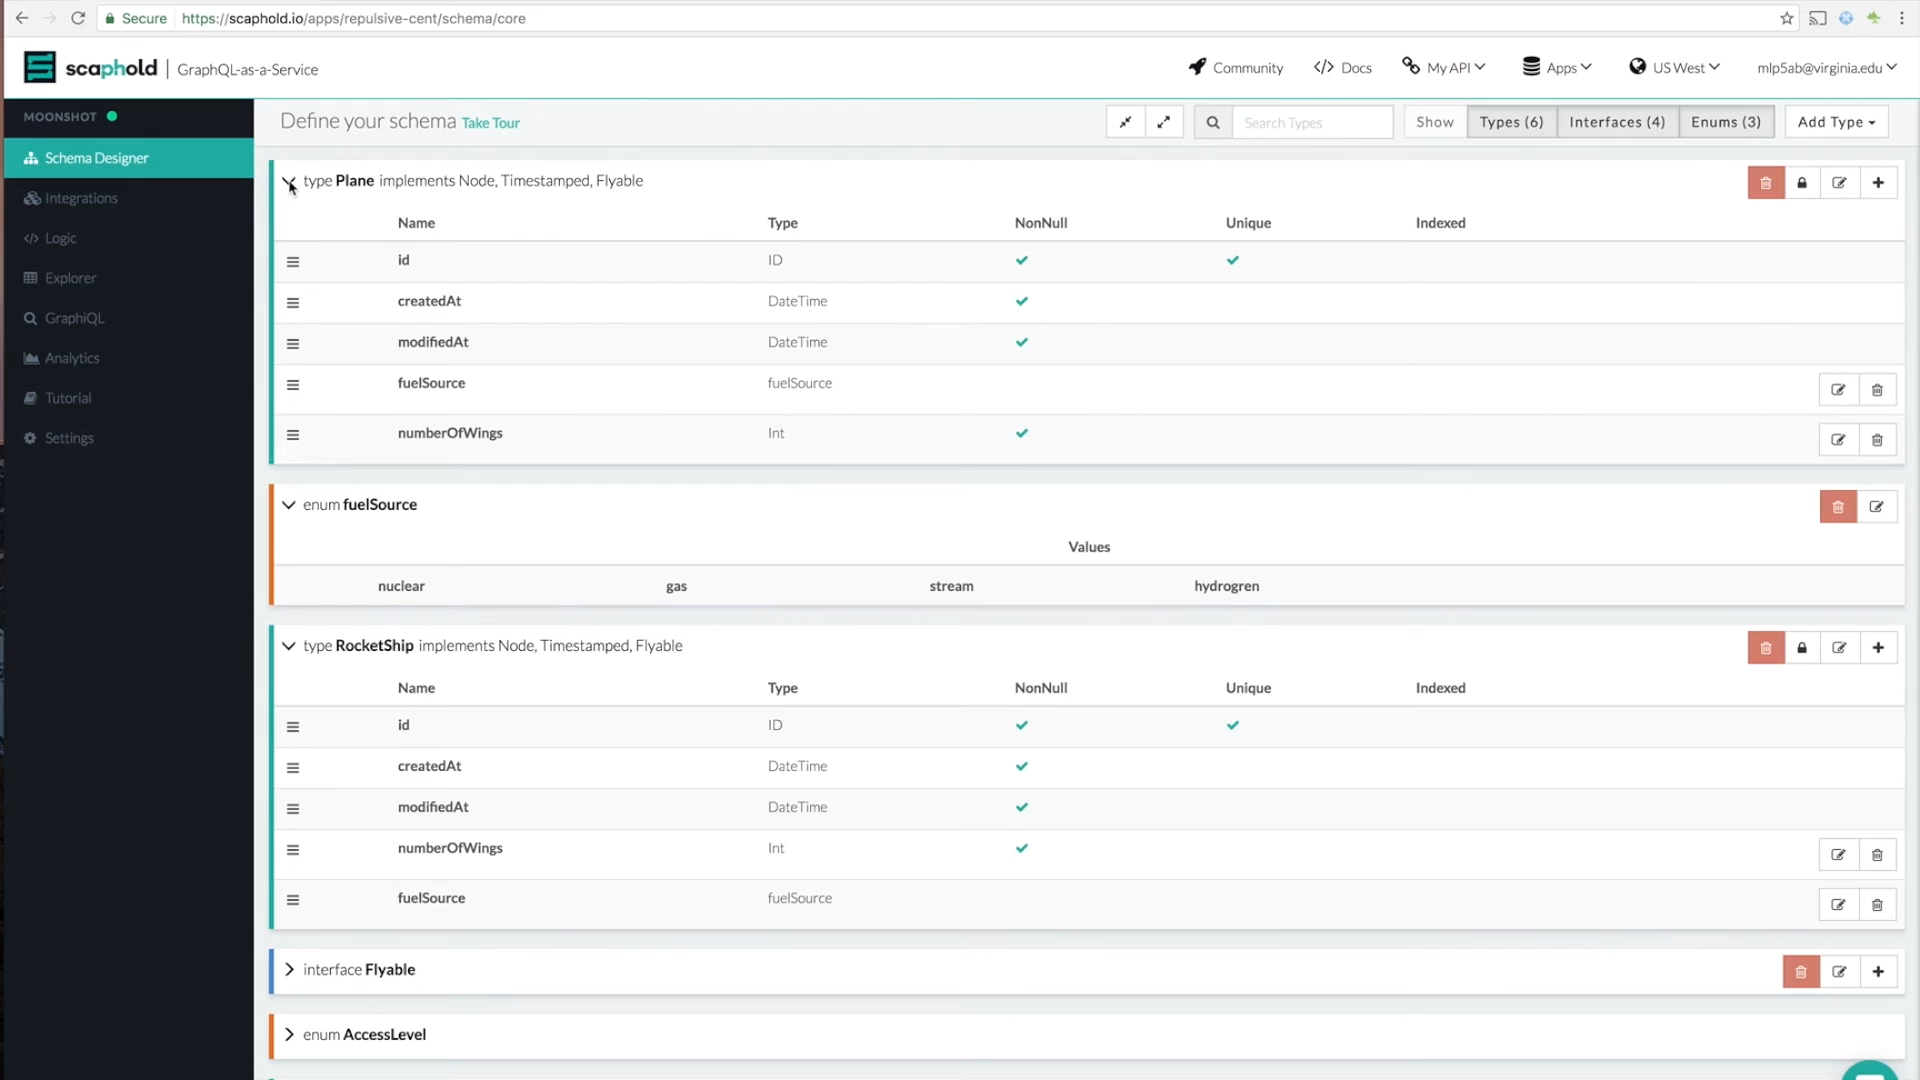 Secure https://scaphold.io/apps/repulsive-cent/schema/core
scaphold | GraphQL-as-a-Service Community Docs My API Apps US West mlp5ab@virginia.edu
MOONSHOT
Schema Designer
Integrations
Logic
Explorer
GraphiQL
Analytics
Tutorial
Settings
Define your schema Take Tour Search Types Show Types (6) Interfaces (4) Enums (3) Add Type
type Plane implements Node, Timestamped, Flyable
Name Type NonNull Unique Indexed
id ID
createdAt DateTime
modifiedAt DateTime
fuelSource fuelSource
numberOfWings Int
enum fuelSource
Values
nuclear gas stream hydrogren
type RocketShip implements Node, Timestamped, Flyable
Name Type NonNull Unique Indexed
id ID
createdAt DateTime
modifiedAt DateTime
numberOfWings Int
fuelSource fuelSource
interface Flyable
enum AccessLevel